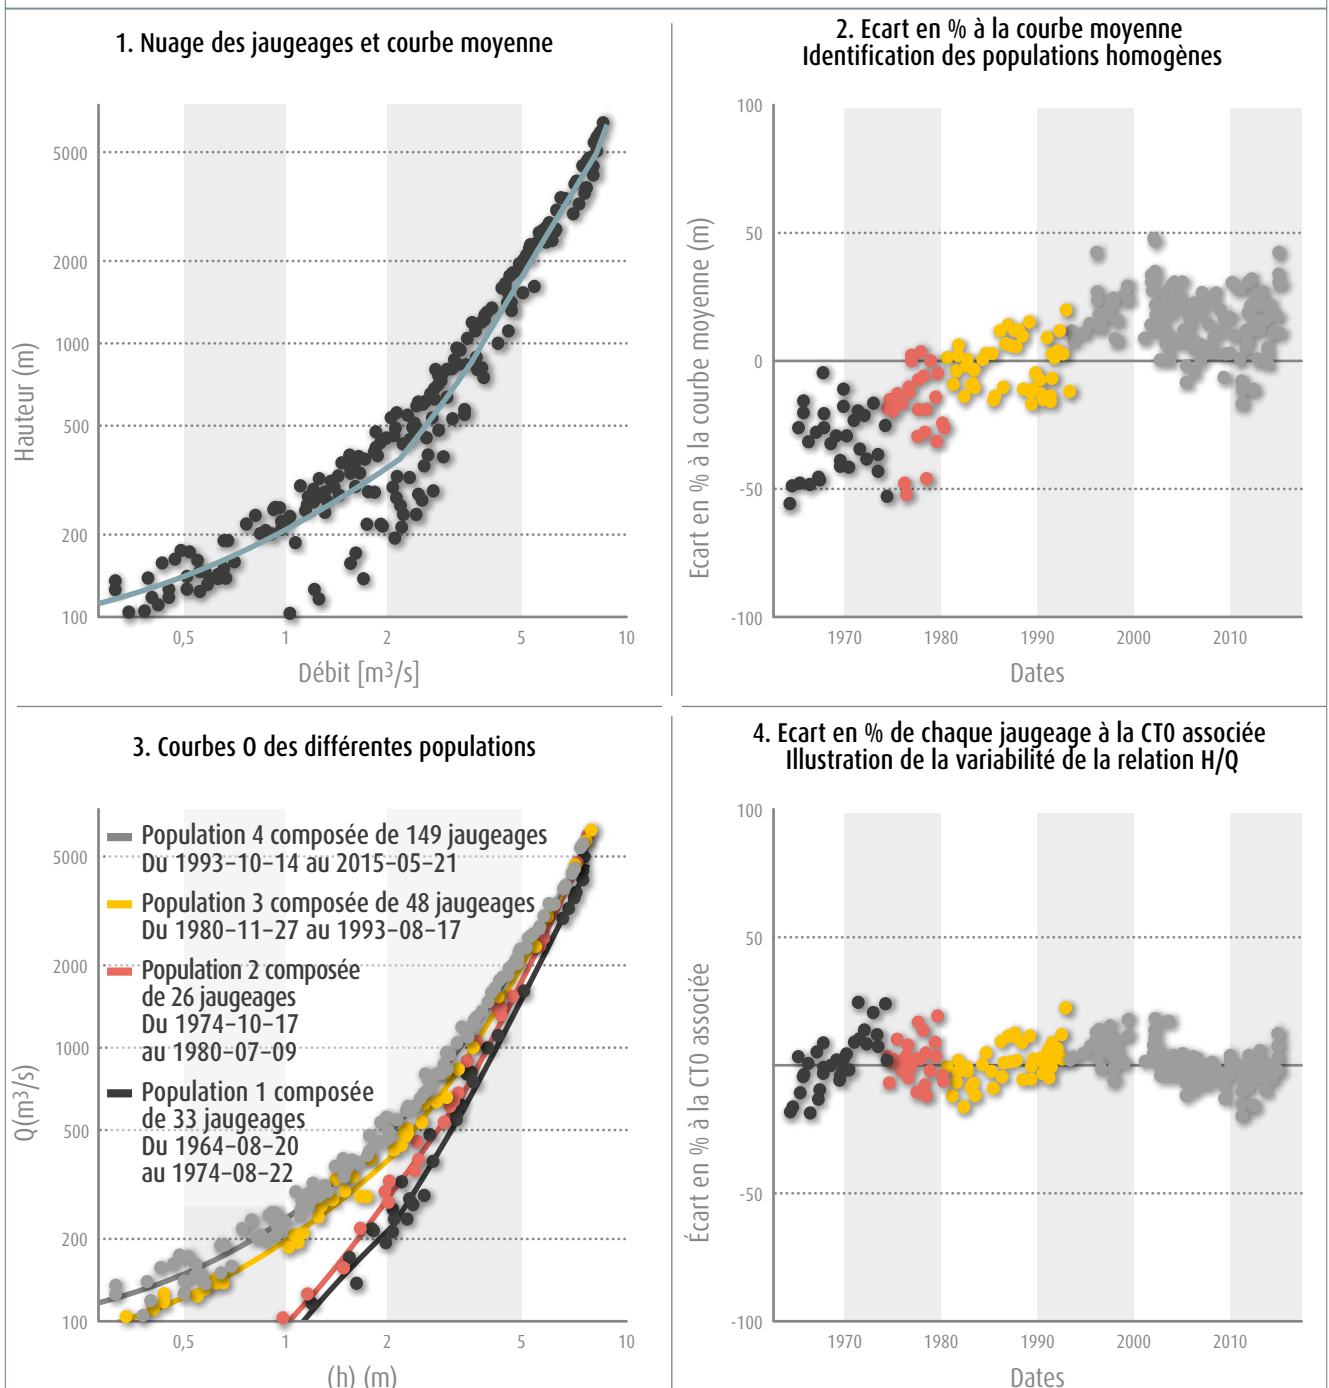 1. Nuage des jaugeages et courbe moyenne
Hauteur (m)
5000
2000
1000
500
200
100
0,5
1
2
5
10
Débit [m³/s]
2. Ecart en % à la courbe moyenne
Identification des populations homogènes
Ecart en % à la courbe moyenne (m)
100
50
0
-50
-100
1970
1980
1990
2000
2010
Dates
3. Courbes O des différentes populations
Q(m³/s)
5000
2000
1000
500
200
100
Population 4 composée de 149 jaugeages
Du 1993-10-14 au 2015-05-21
Population 3 composée de 48 jaugeages
Du 1980-11-27 au 1993-08-17
Population 2 composée
de 26 jaugeages
Du 1974-10-17
au 1980-07-09
Population 1 composée
de 33 jaugeages
Du 1964-08-20
au 1974-08-22
0,5
1
2
5
10
(h) (m)
4. Ecart en % de chaque jaugeage à la CT0 associée
Illustration de la variabilité de la relation H/Q
Écart en % à la CT0 associée
100
50
0
-50
-100
1970
1980
1990
2000
2010
Dates